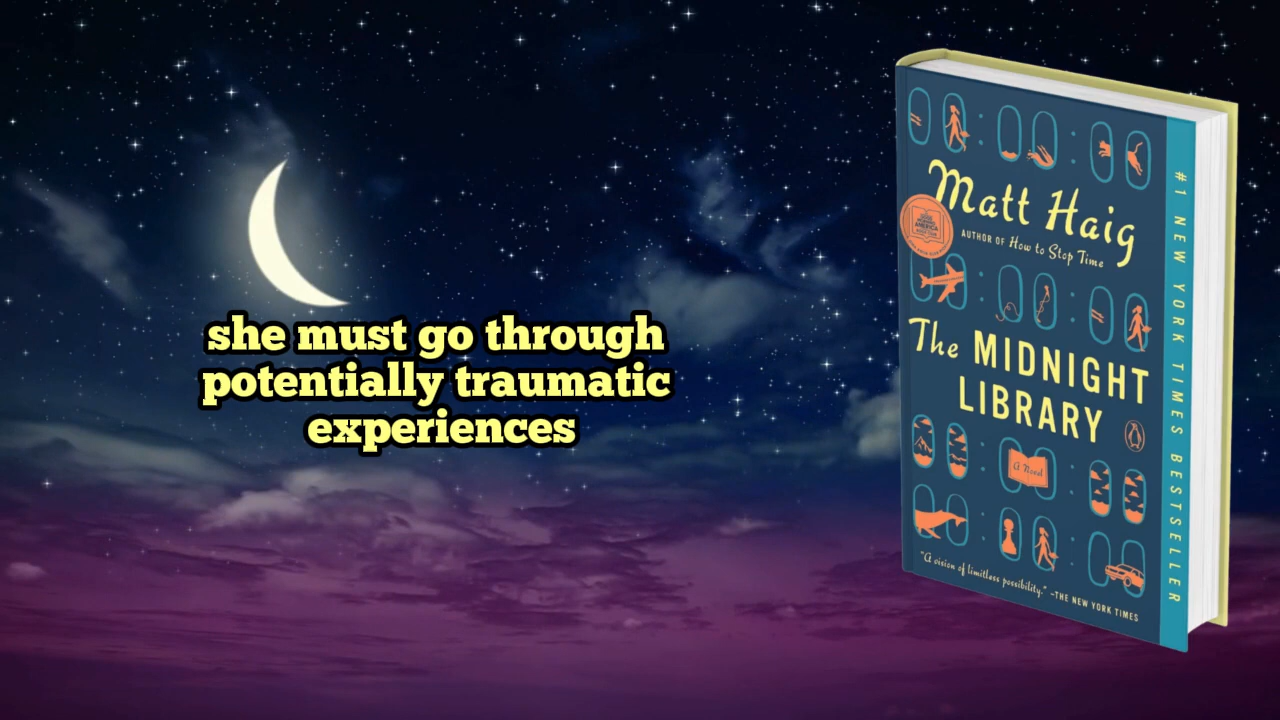 she must go through
potentially traumatic
experiences
Matt Haig
AUTHOR OF How to Stop Time
The MIDNIGHT
LIBRARY
A Novel
"A vision of limitless possibility." —THE NEW YORK TIMES
#1 NEW YORK TIMES BESTSELLER